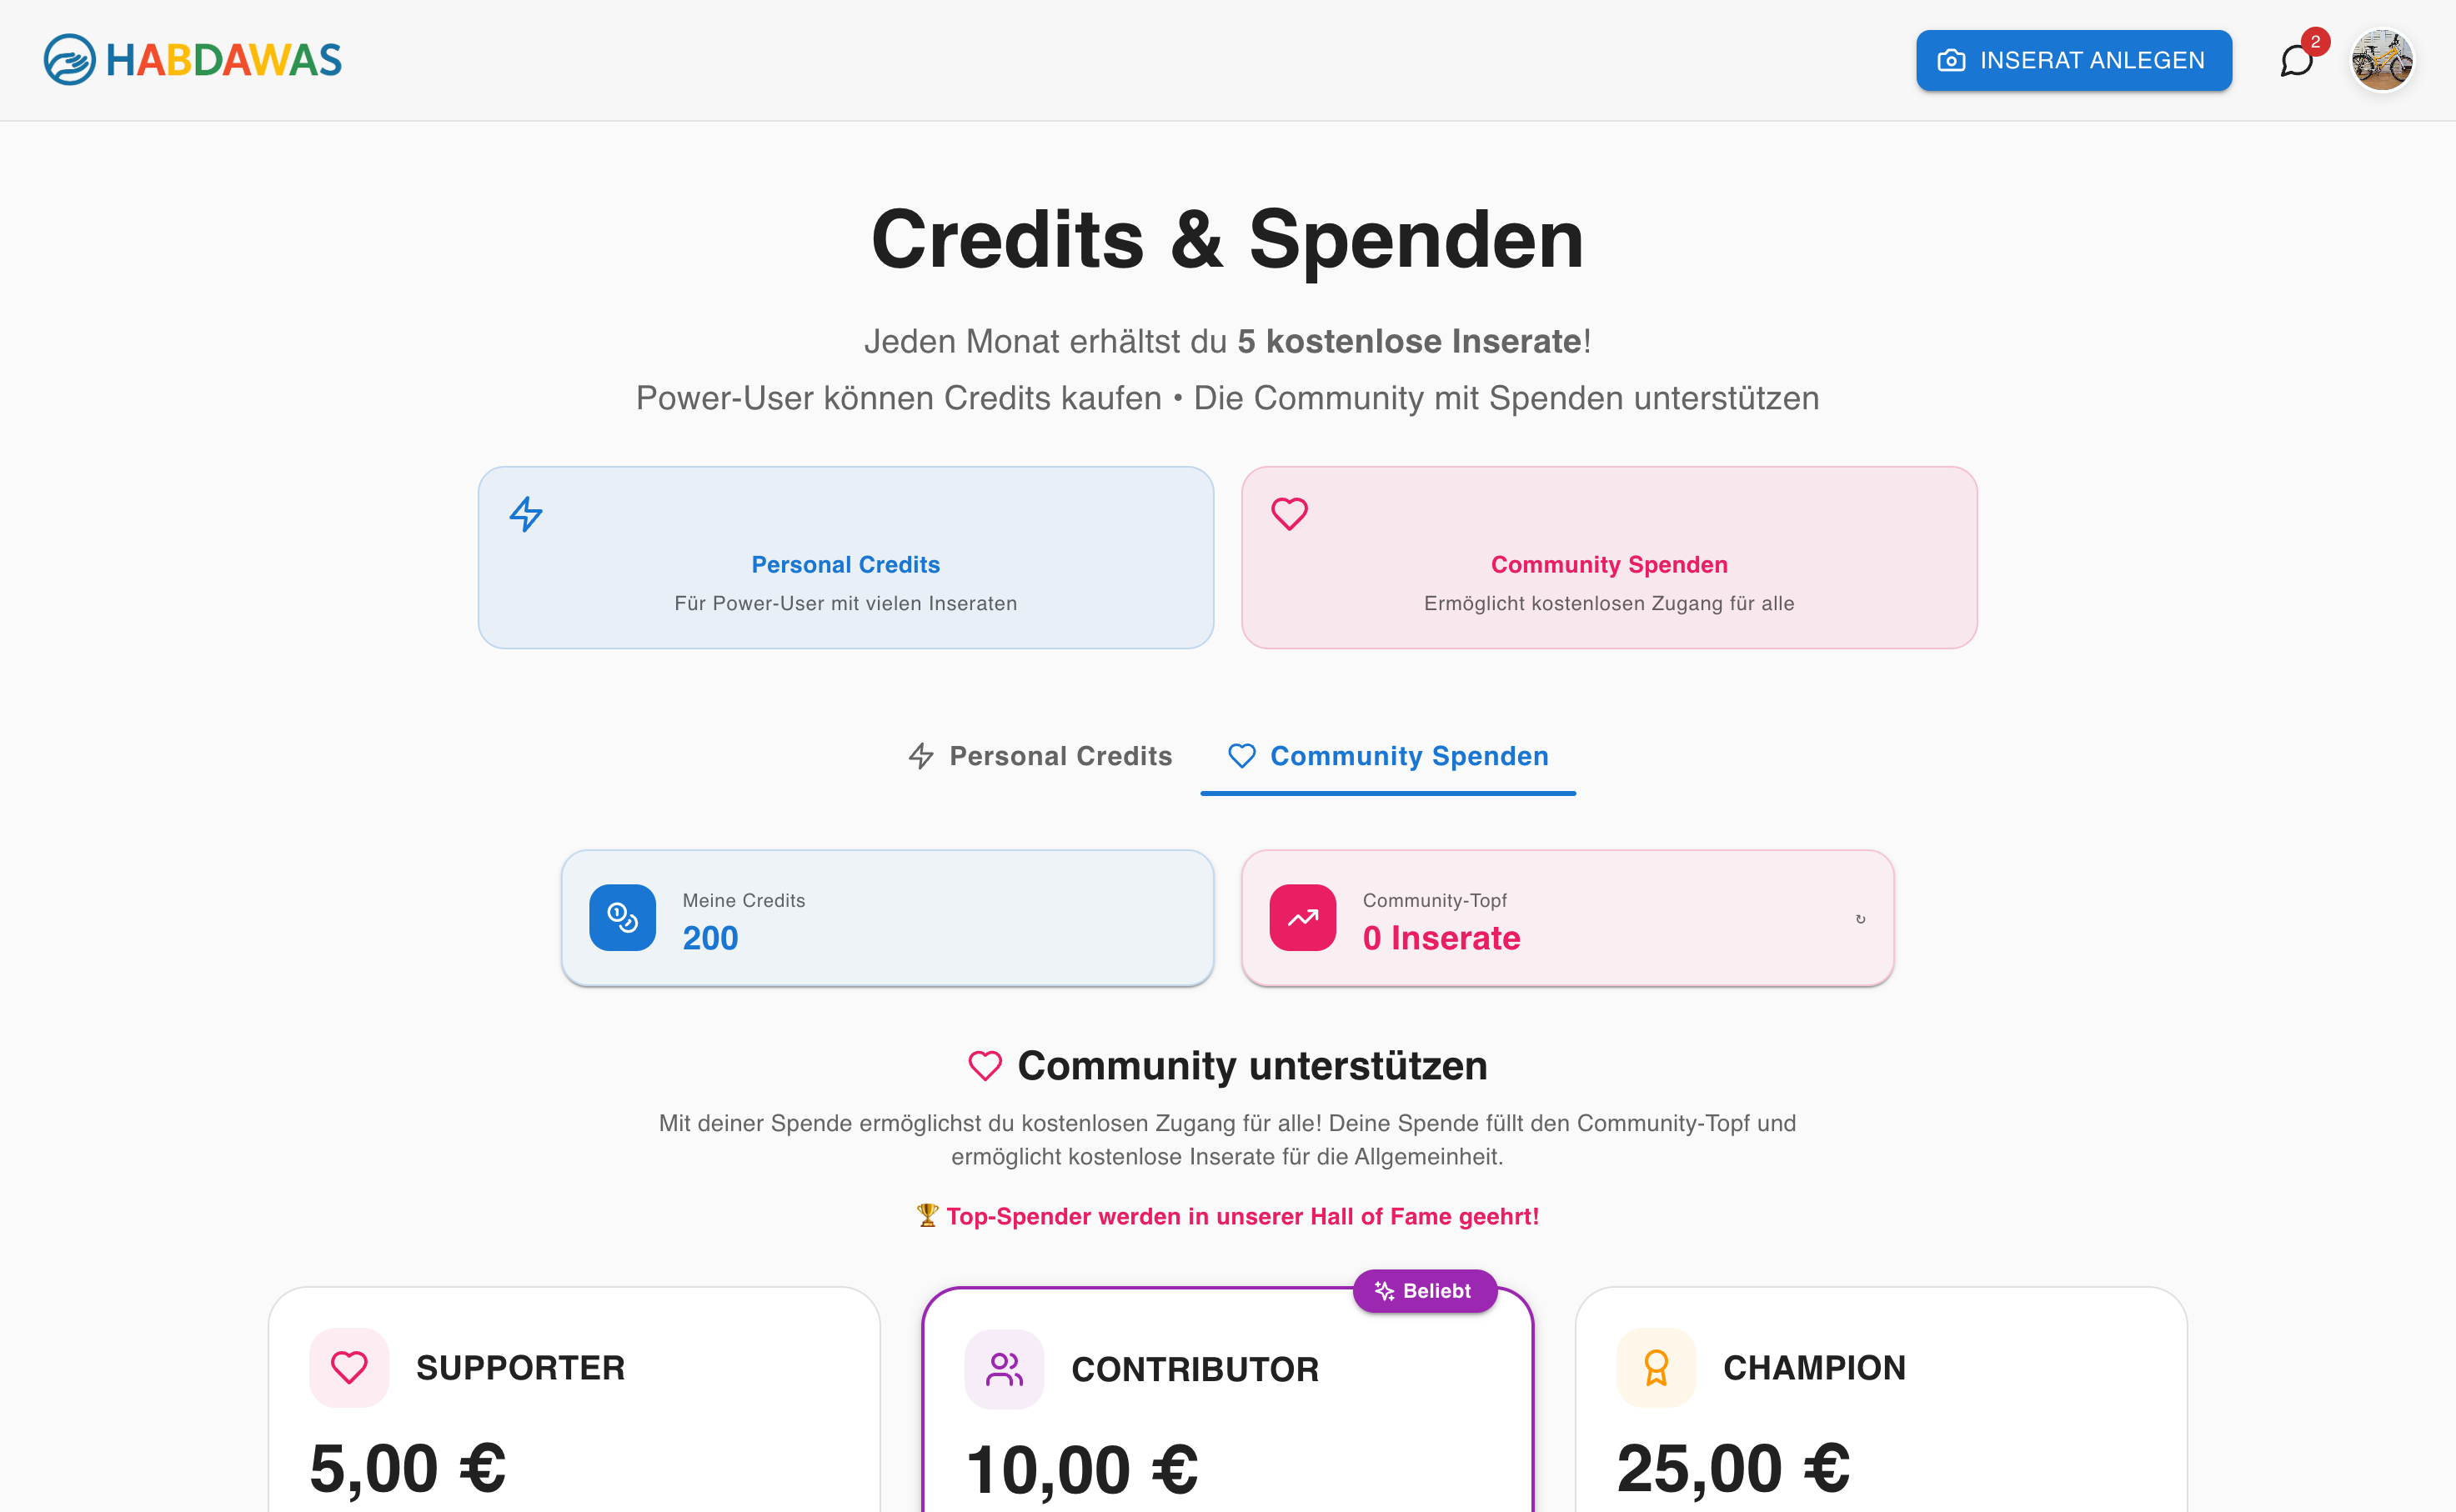 HABDAWAS
INSERAT ANLEGEN
2
Credits & Spenden
Jeden Monat erhältst du 5 kostenlose Inserate!
Power-User können Credits kaufen • Die Community mit Spenden unterstützen
Personal Credits
Für Power-User mit vielen Inseraten
Community Spenden
Ermöglicht kostenlosen Zugang für alle
Personal Credits
Community Spenden
Meine Credits
200
Community-Topf
0 Inserate
↻
Community unterstützen
Mit deiner Spende ermöglichst du kostenlosen Zugang für alle! Deine Spende füllt den Community-Topf und
ermöglicht kostenlose Inserate für die Allgemeinheit.
🏆 Top-Spender werden in unserer Hall of Fame geehrt!
SUPPORTER
5,00 €
Beliebt
CONTRIBUTOR
10,00 €
CHAMPION
25,00 €